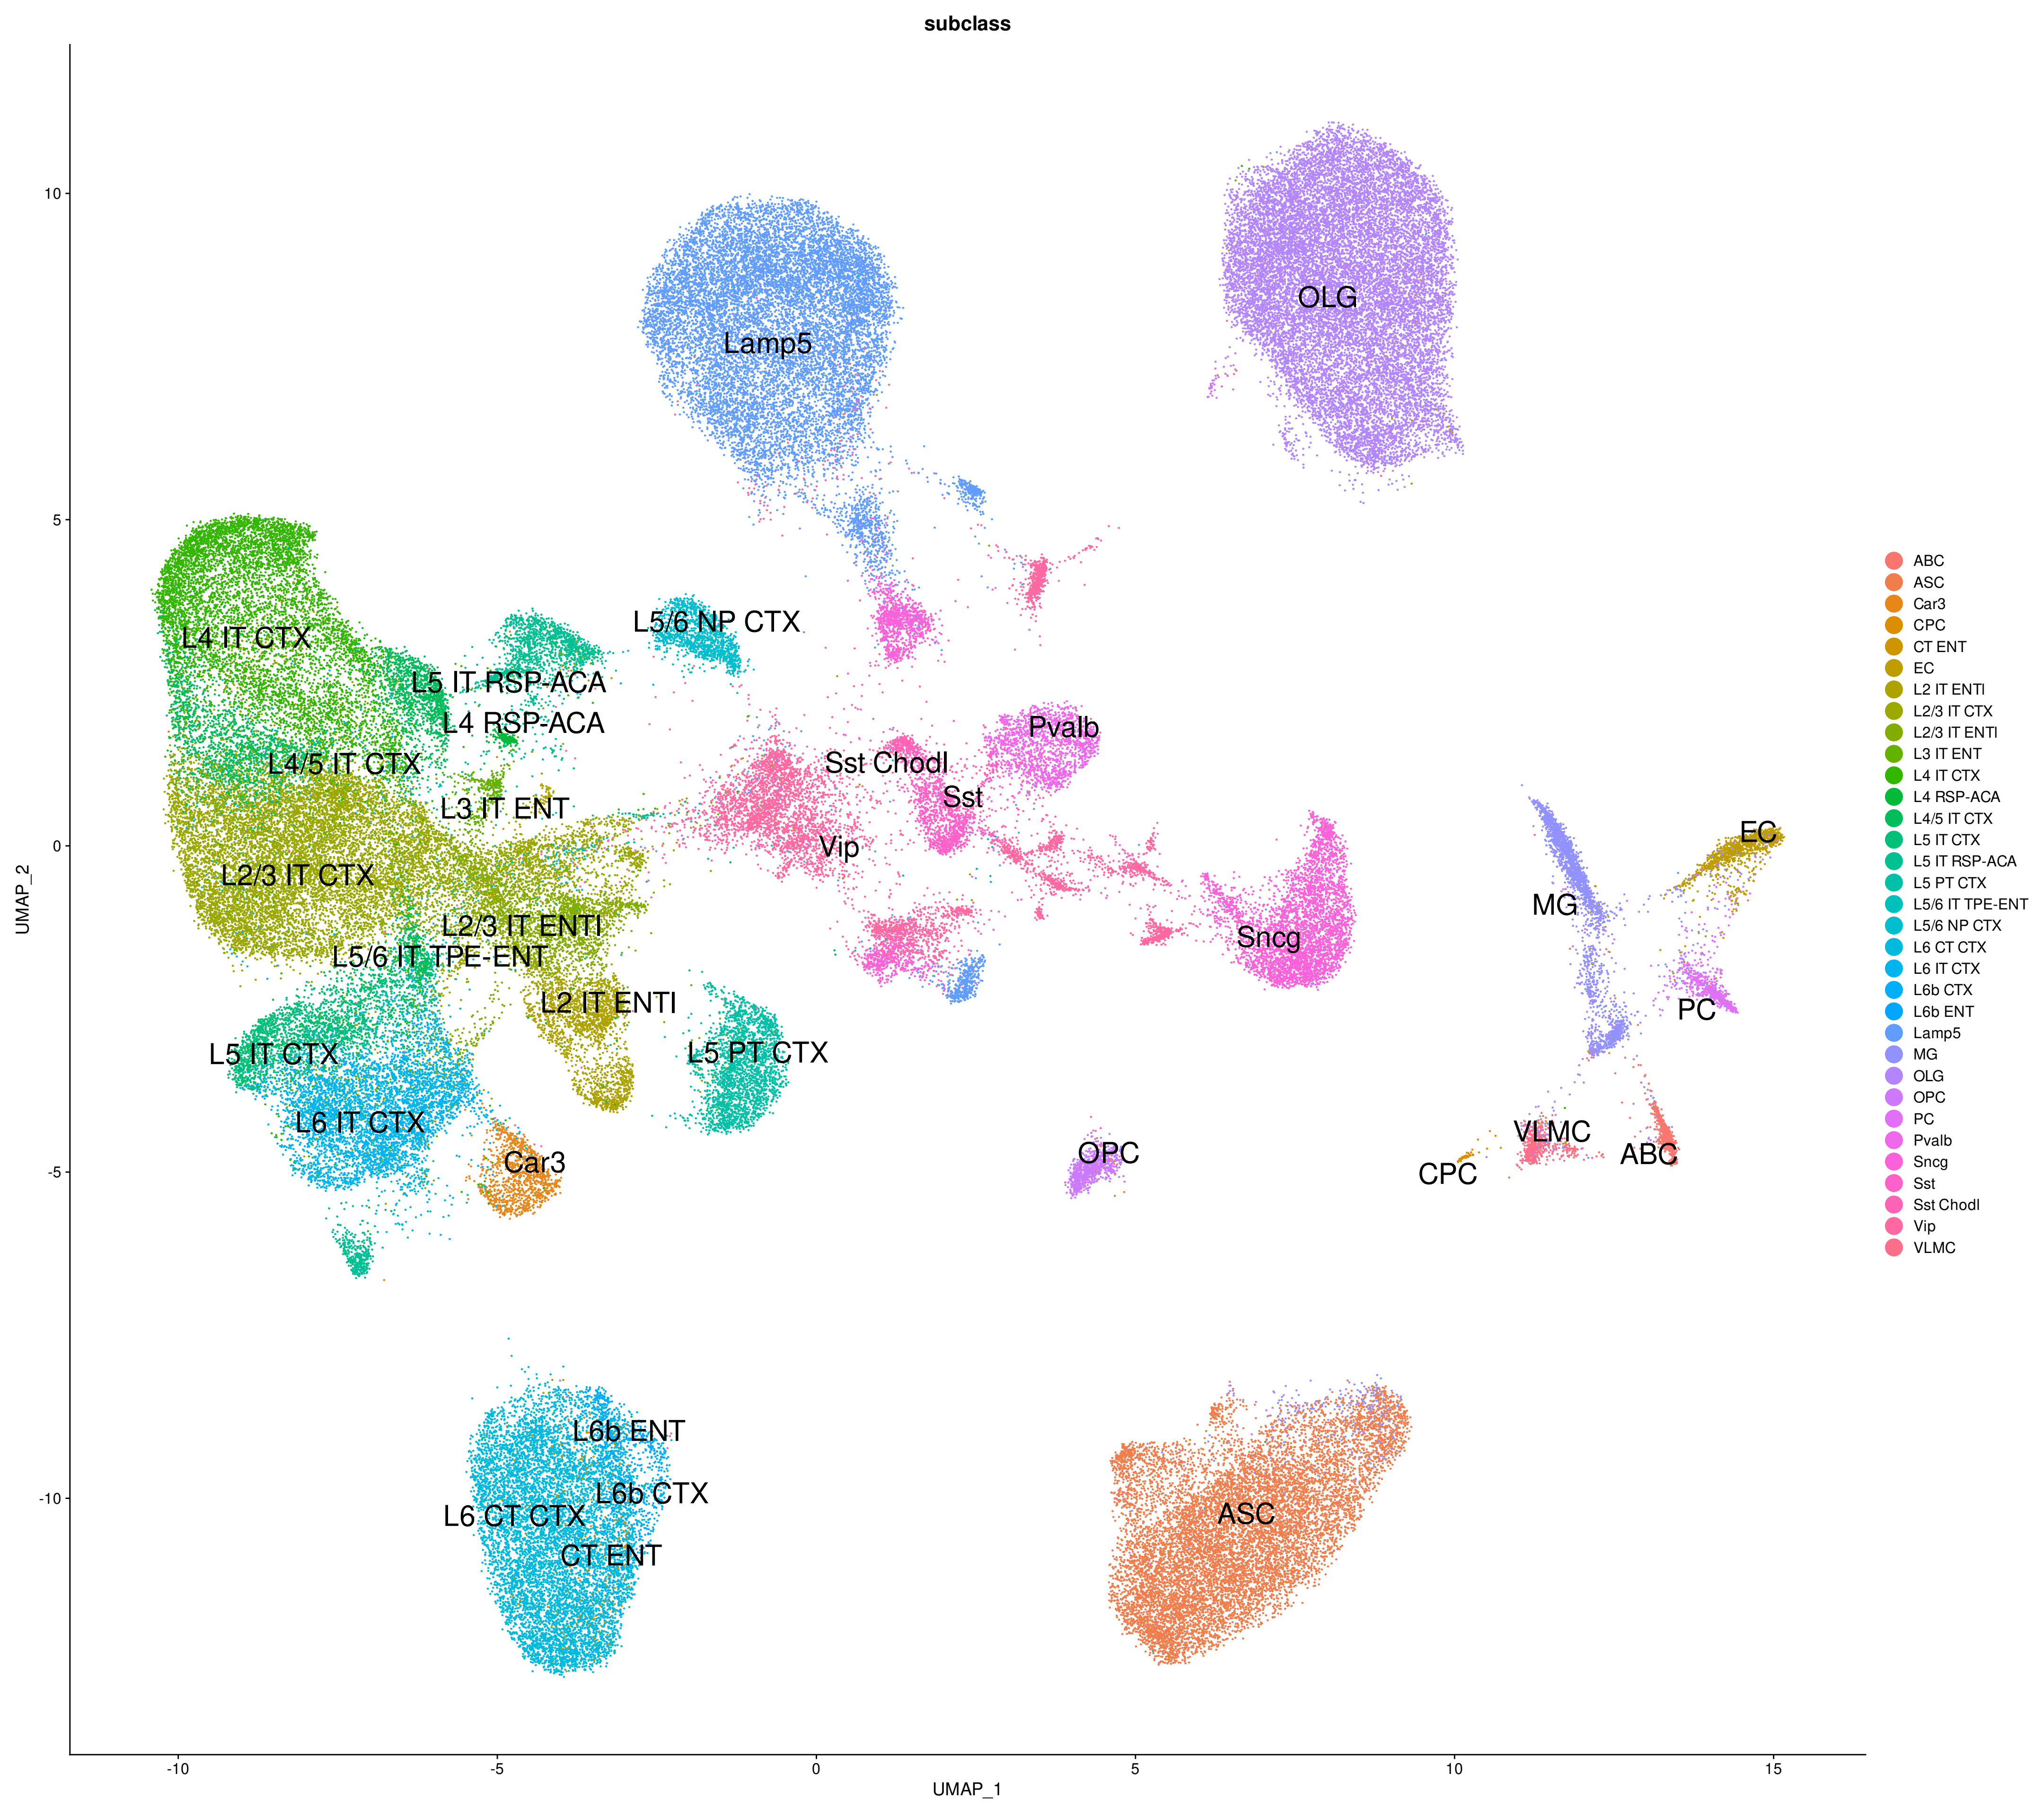 subclass
10
5
0
-5
-10
UMAP_2
-10
-5
0
5
10
15
UMAP_1
OLG
Lamp5
L5/6 NP CTX
L4 IT CTX
L5 IT RSP-ACA
L4 RSP-ACA
Pvalb
L4/5 IT CTX
Sst Chodl
Sst
L3 IT ENT
EC
Vip
L2/3 IT CTX
MG
L2/3 IT ENTl
Sncg
L5/6 IT TPE-ENT
L2 IT ENTl
PC
L5 IT CTX
L5 PT CTX
L6 IT CTX
VLMC
OPC
ABC
Car3
CPC
L6b ENT
L6b CTX
L6 CT CTX
ASC
CT ENT
ABC
ASC
Car3
CPC
CT ENT
EC
L2 IT ENTl
L2/3 IT CTX
L2/3 IT ENTl
L3 IT ENT
L4 IT CTX
L4 RSP-ACA
L4/5 IT CTX
L5 IT CTX
L5 IT RSP-ACA
L5 PT CTX
L5/6 IT TPE-ENT
L5/6 NP CTX
L6 CT CTX
L6 IT CTX
L6b CTX
L6b ENT
Lamp5
MG
OLG
OPC
PC
Pvalb
Sncg
Sst
Sst Chodl
Vip
VLMC